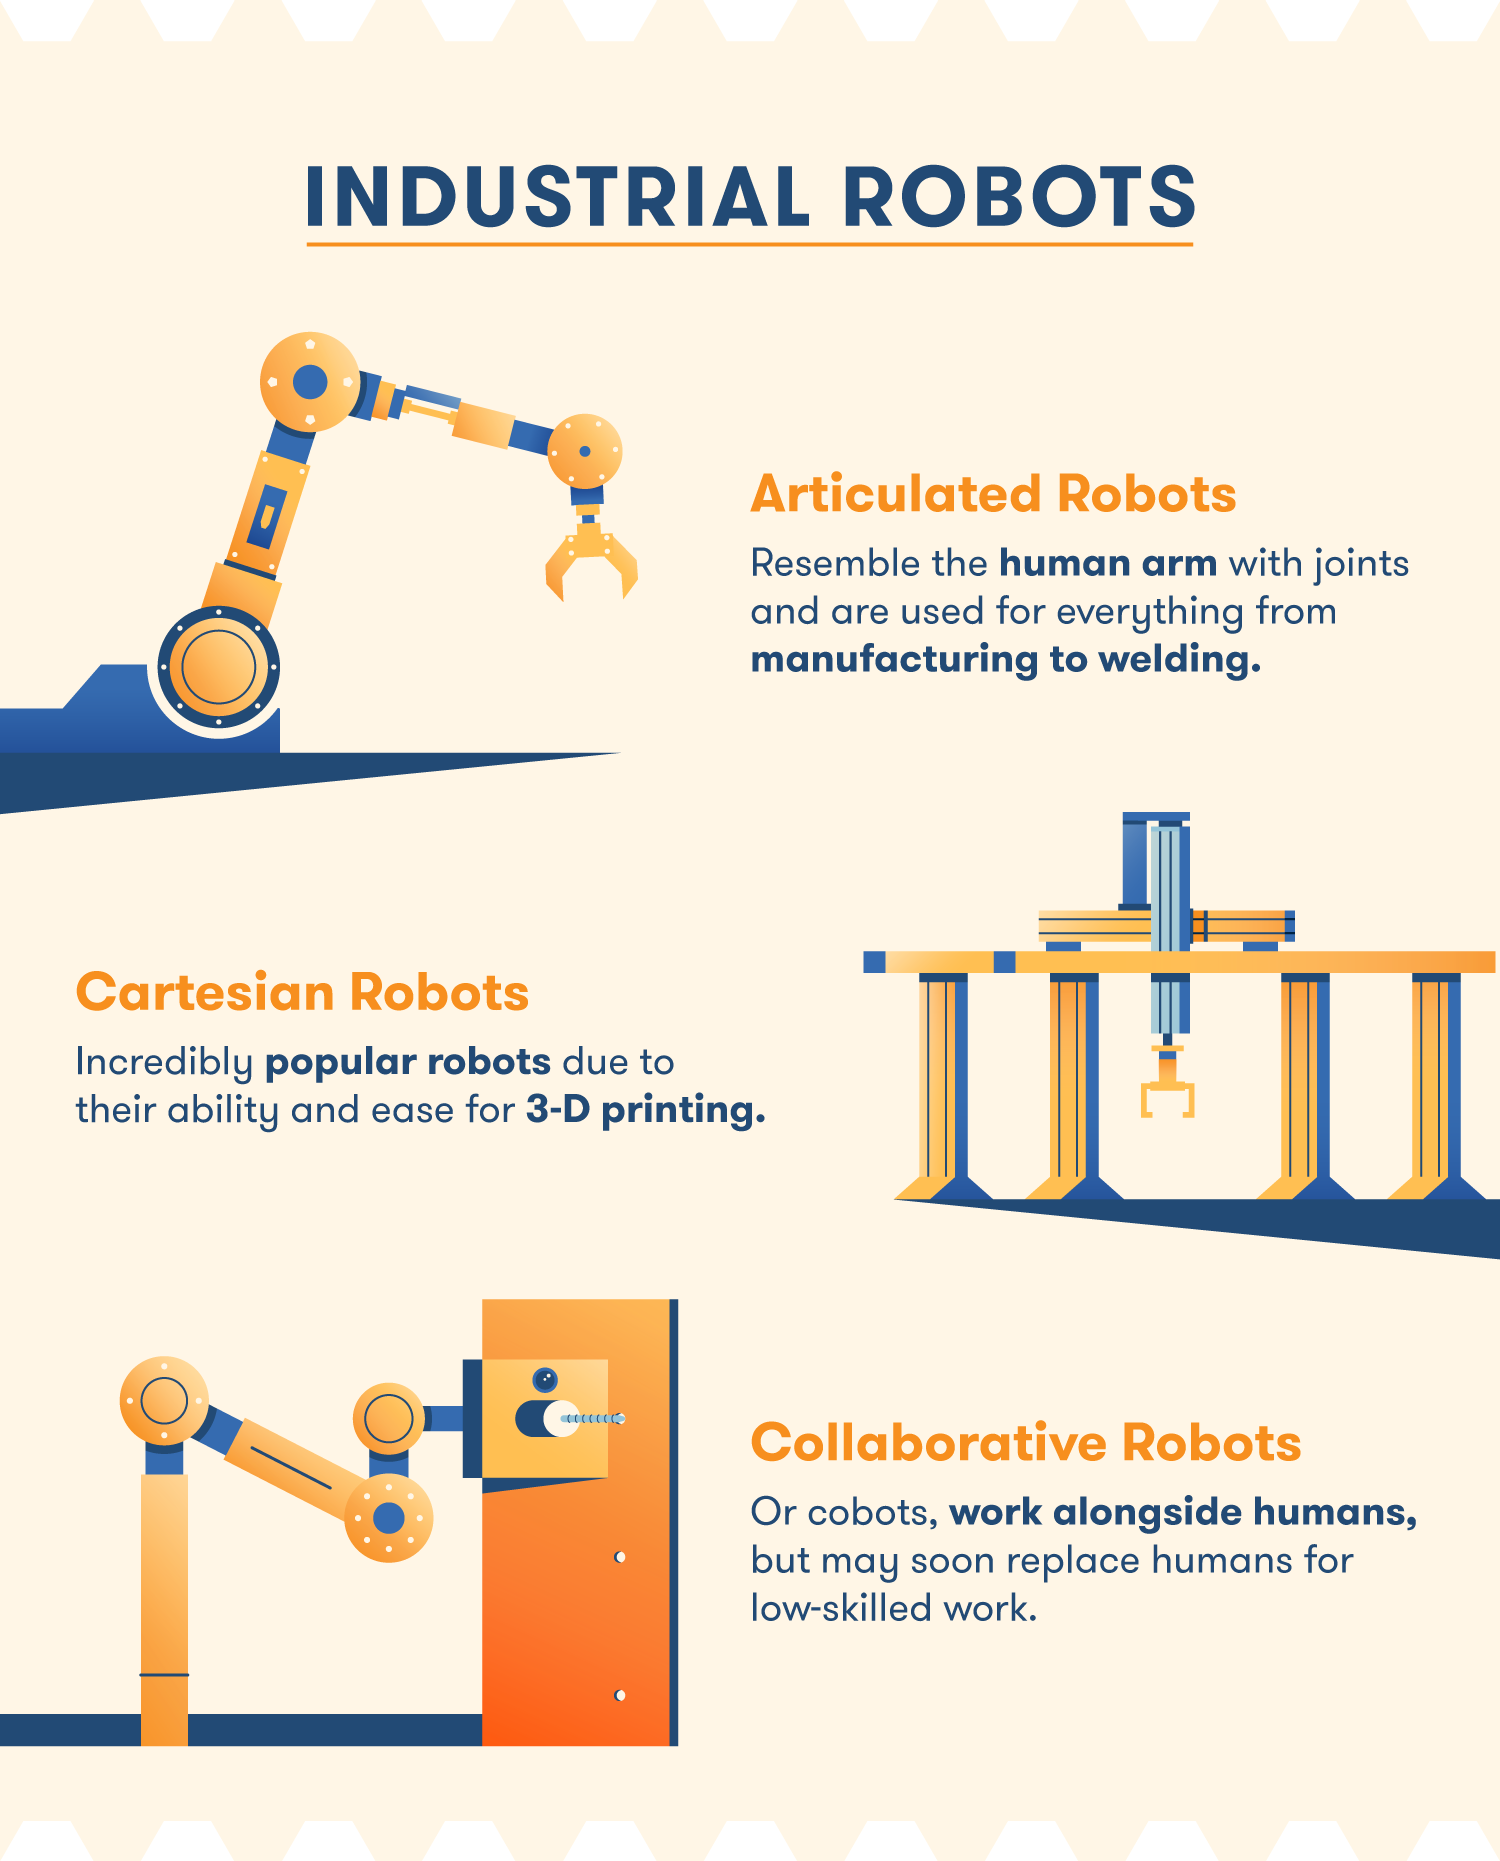 INDUSTRIAL ROBOTS
Articulated Robots
Resemble the human arm with joints
and are used for everything from
manufacturing to welding.
Cartesian Robots
Incredibly popular robots due to
their ability and ease for 3-D printing.
Collaborative Robots
Or cobots, work alongside humans,
but may soon replace humans for
low-skilled work.